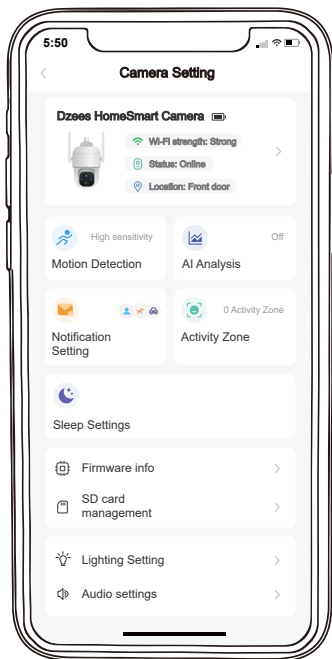 5:50
Camera Setting
Dzees HomeSmart Camera
Wi-Fi strength: Strong
Status: Online
Location: Front door
High sensitivity
Motion Detection
Off
AI Analysis
Notification
Setting
0 Activity Zone
Activity Zone
Sleep Settings
Firmware info
SD card
management
Lighting Setting
Audio settings